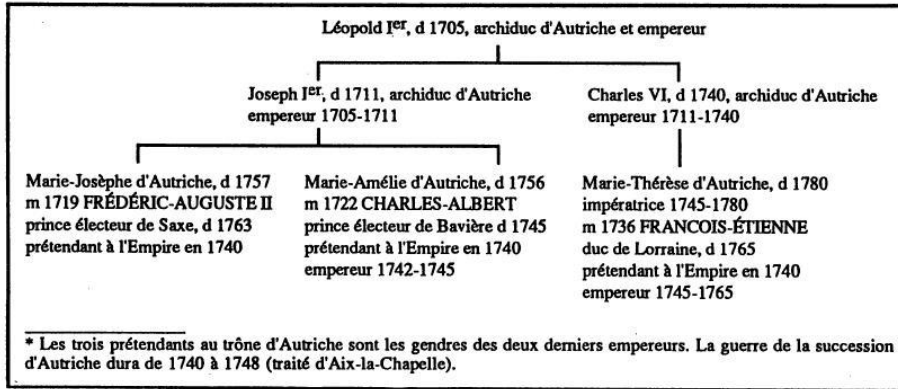 Léopold Ier, d 1705, archiduc d'Autriche et empereur
Joseph Ier, d 1711, archiduc d'Autriche
empereur 1705-1711
Charles VI, d 1740, archiduc d'Autriche
empereur 1711-1740
Marie-Josèphe d'Autriche, d 1757
m 1719 FRÉDÉRIC-AUGUSTE II
prince électeur de Saxe, d 1763
prétendant à l'Empire en 1740
Marie-Amélie d'Autriche, d 1756
m 1722 CHARLES-ALBERT
prince électeur de Bavière d 1745
prétendant à l'Empire en 1740
empereur 1742-1745
Marie-Thérèse d'Autriche, d 1780
impératrice 1745-1780
m 1736 FRANCOIS-ÉTIENNE
duc de Lorraine, d 1765
prétendant à l'Empire en 1740
empereur 1745-1765
* Les trois prétendants au trône d'Autriche sont les gendres des deux derniers empereurs. La guerre de la succession
d'Autriche dura de 1740 à 1748 (traité d'Aix-la-Chapelle).